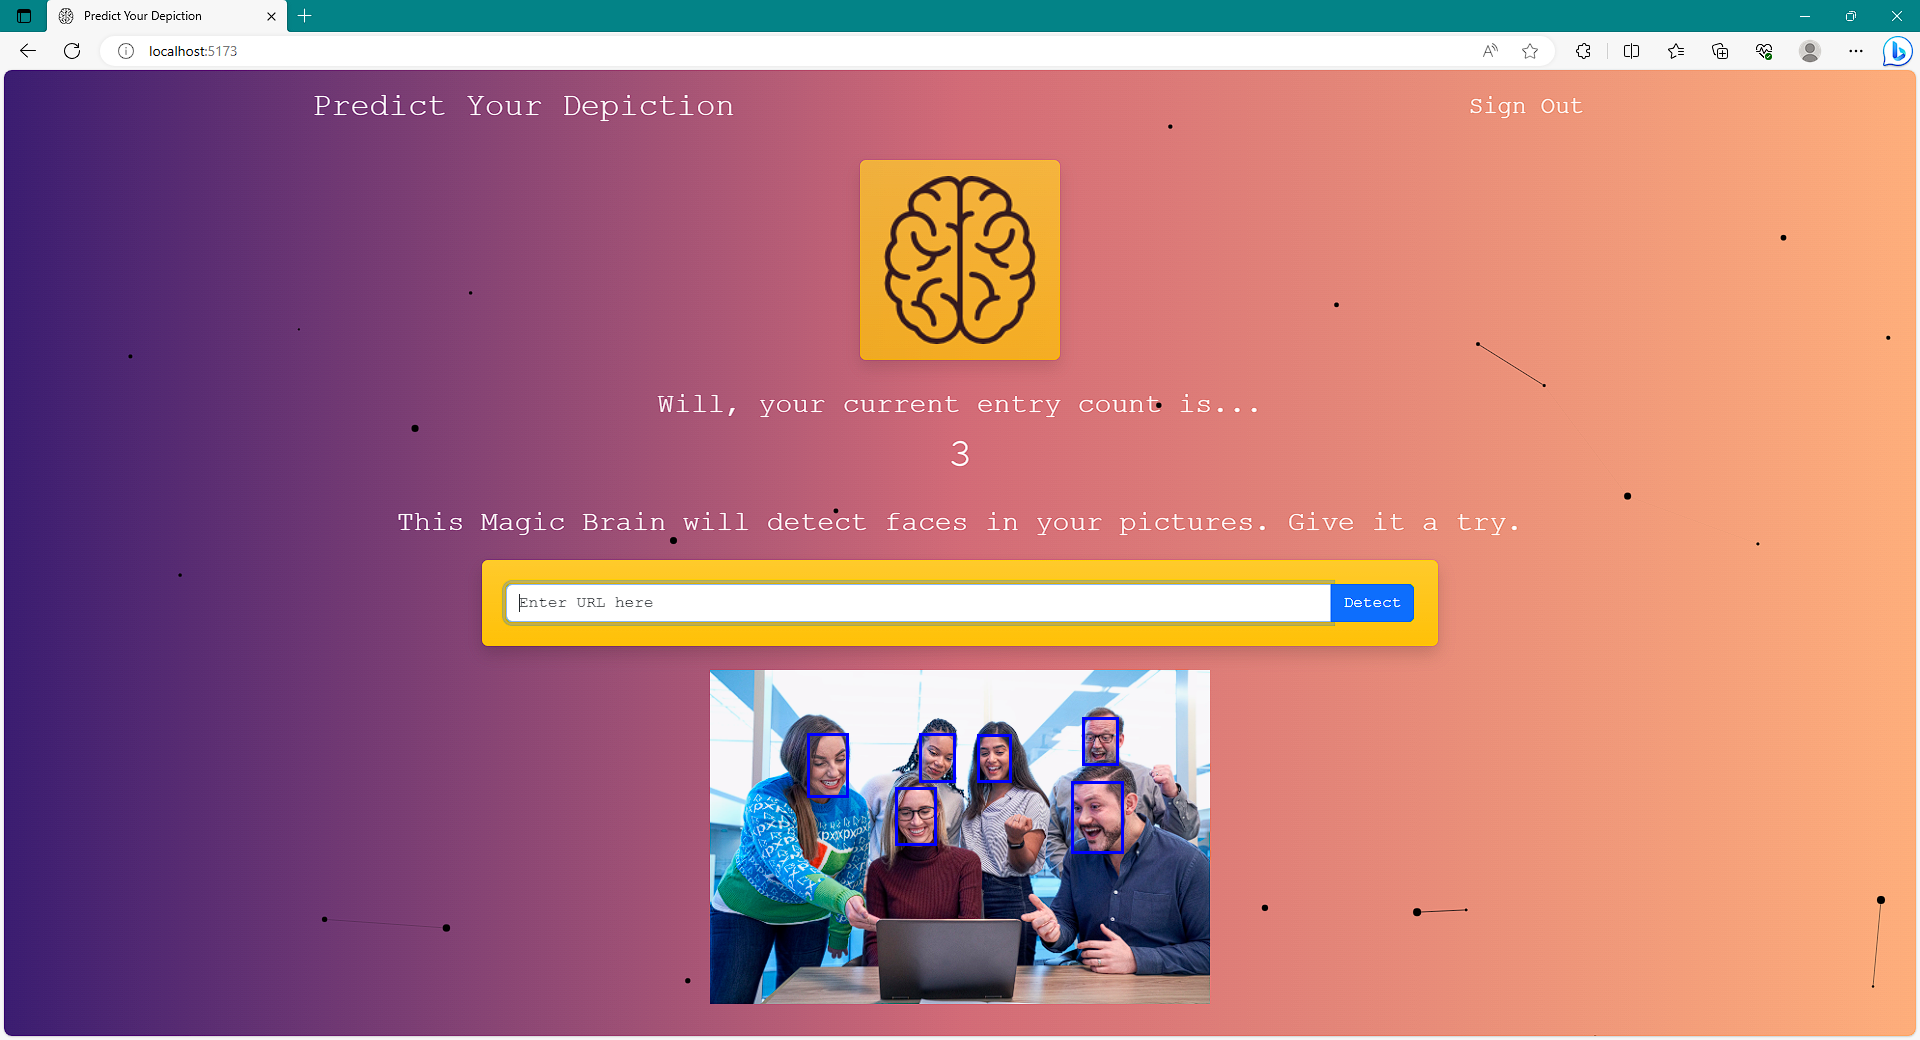 Predict Your Depiction
localhost:5173
Predict Your Depiction
Sign Out
Will, your current entry count is...
3
This Magic Brain will detect faces in your pictures. Give it a try.
Enter URL here
Detect